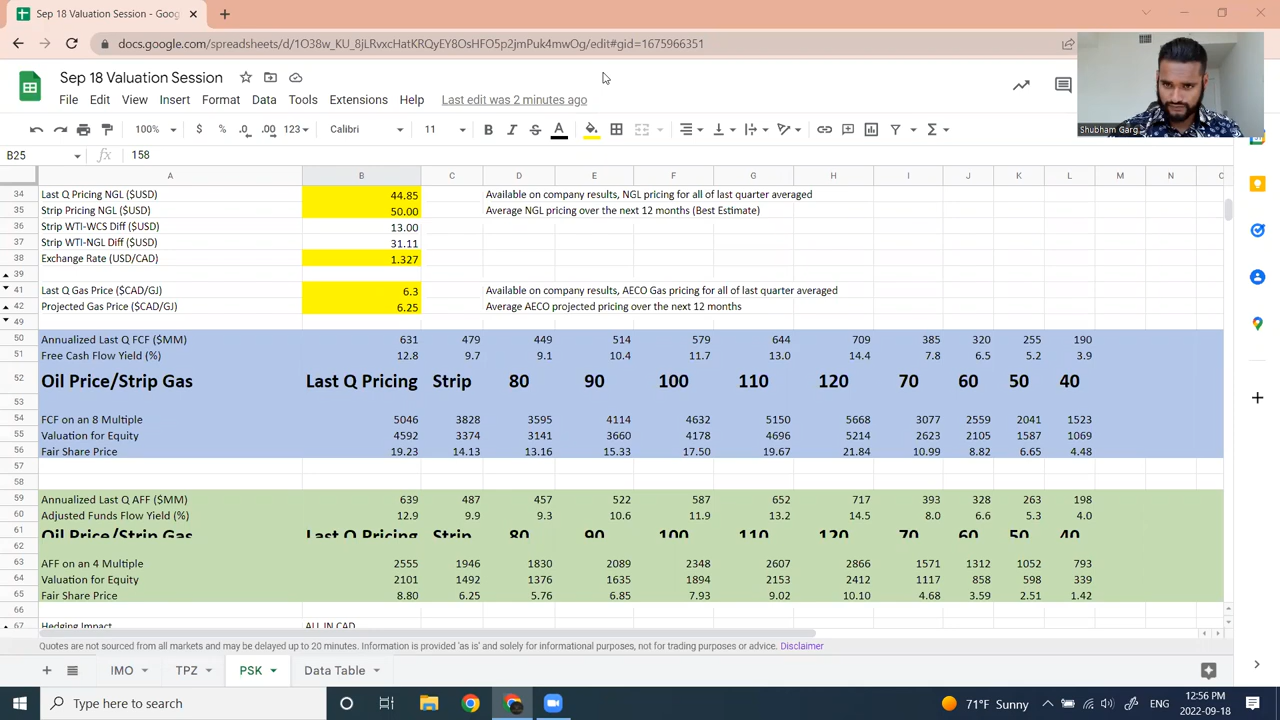 Sep 18 Valuation Session - Goog
docs.google.com/spreadsheets/d/1O38w_KU_8jLRvxcHatKRQJhY8OsHFO5p2jmPuk4mwOg/edit#gid=1675966351
Sep 18 Valuation Session
File Edit View Insert Format Data Tools Extensions Help Last edit was 2 minutes ago
100% $ % .0 .00 123 Calibri 11
Shubham Garg
B25 fx 158
A B C D E F G H I J K L M N
34 Last Q Pricing NGL ($USD) 44.85 Available on company results, NGL pricing for all of last quarter averaged
35 Strip Pricing NGL ($USD) 50.00 Average NGL pricing over the next 12 months (Best Estimate)
36 Strip WTI-WCS Diff ($USD) 13.00
37 Strip WTI-NGL Diff ($USD) 31.11
38 Exchange Rate (USD/CAD) 1.327
39
41 Last Q Gas Price ($CAD/GJ) 6.3 Available on company results, AECO Gas pricing for all of last quarter averaged
42 Projected Gas Price ($CAD/GJ) 6.25 Average AECO projected pricing over the next 12 months
49
50 Annualized Last Q FCF ($MM) 631 479 449 514 579 644 709 385 320 255 190
51 Free Cash Flow Yield (%) 12.8 9.7 9.1 10.4 11.7 13.0 14.4 7.8 6.5 5.2 3.9
52 Oil Price/Strip Gas Last Q Pricing Strip 80 90 100 110 120 70 60 50 40
53
54 FCF on an 8 Multiple 5046 3828 3595 4114 4632 5150 5668 3077 2559 2041 1523
55 Valuation for Equity 4592 3374 3141 3660 4178 4696 5214 2623 2105 1587 1069
56 Fair Share Price 19.23 14.13 13.16 15.33 17.50 19.67 21.84 10.99 8.82 6.65 4.48
57
58
59 Annualized Last Q AFF ($MM) 639 487 457 522 587 652 717 393 328 263 198
60 Adjusted Funds Flow Yield (%) 12.9 9.9 9.3 10.6 11.9 13.2 14.5 8.0 6.6 5.3 4.0
61 Oil Price/Strip Gas Last Q Pricing Strip 80 90 100 110 120 70 60 50 40
62
63 AFF on an 4 Multiple 2555 1946 1830 2089 2348 2607 2866 1571 1312 1052 793
64 Valuation for Equity 2101 1492 1376 1635 1894 2153 2412 1117 858 598 339
65 Fair Share Price 8.80 6.25 5.76 6.85 7.93 9.02 10.10 4.68 3.59 2.51 1.42
66
67 Hedging Impact ALL IN CAD
Quotes are not sourced from all markets and may be delayed up to 20 minutes. Information is provided 'as is' and solely for informational purposes, not for trading purposes or advice. Disclaimer
IMO TPZ PSK Data Table
Type here to search
71°F Sunny ENG 12:56 PM 2022-09-18